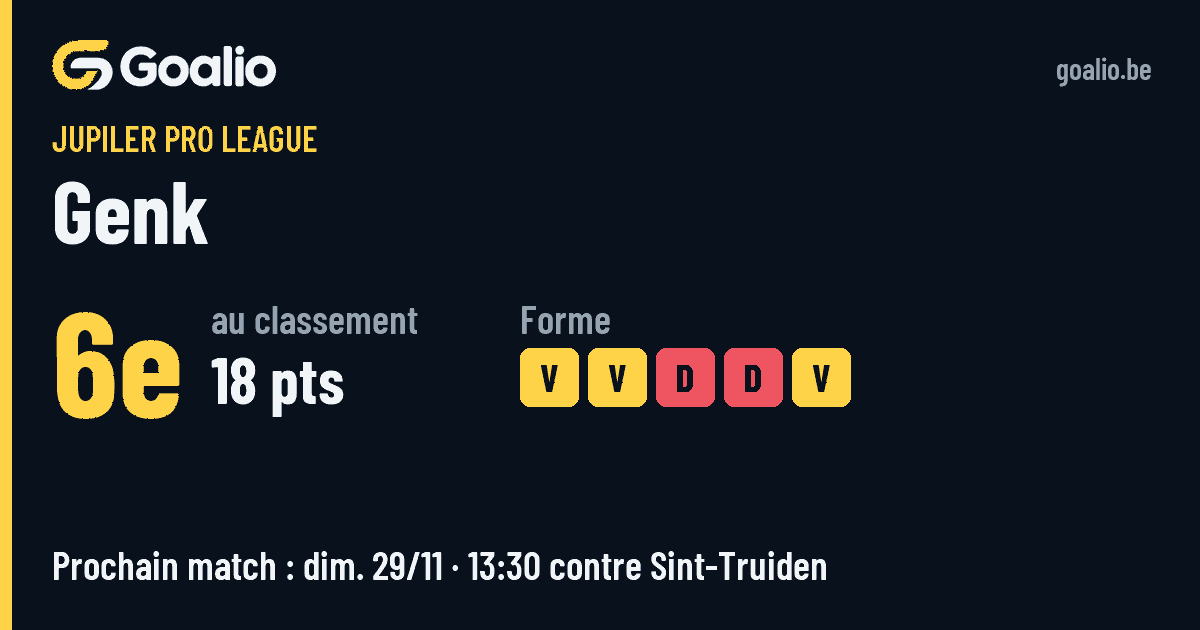 Goalio
goalio.be
JUPILER PRO LEAGUE
Genk
6e
au classement
18 pts
Forme
V V D D V
Prochain match : dim. 29/11 · 13:30 contre Sint-Truiden